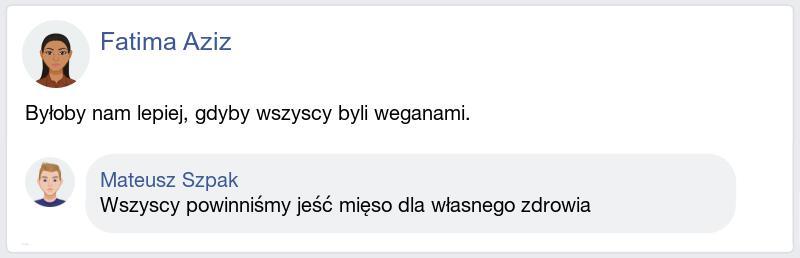 Fatima Aziz
Byłoby nam lepiej, gdyby wszyscy byli weganami.
Mateusz Szpak
Wszyscy powinniśmy jeść mięso dla własnego zdrowia